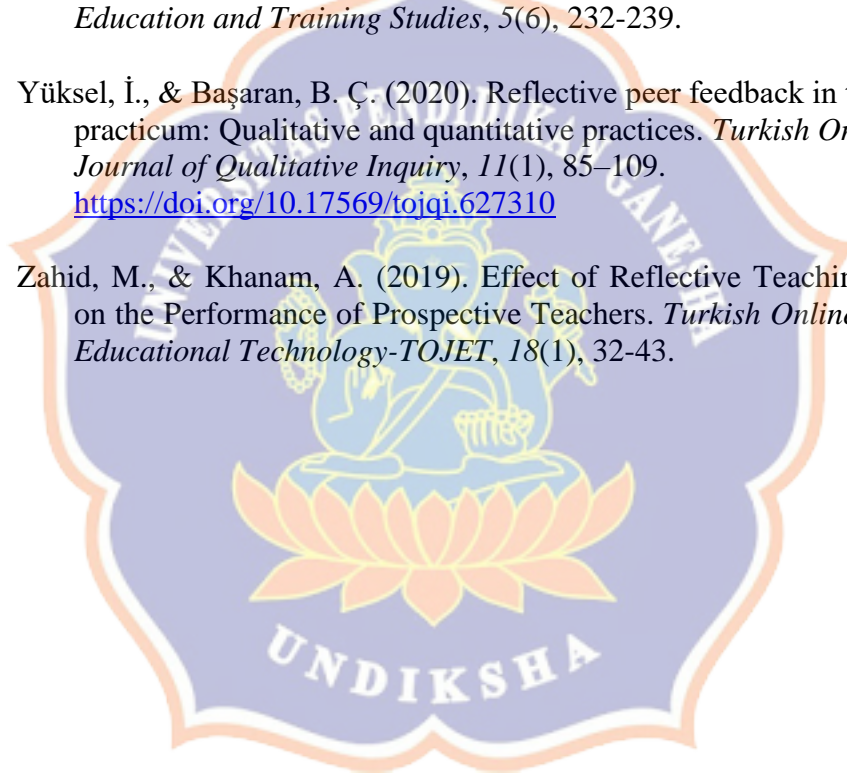 Education and Training Studies, 5(6), 232-239.
Yüksel, İ., & Başaran, B. Ç. (2020). Reflective peer feedback in
practicum: Qualitative and quantitative practices. Turkish
Journal of Qualitative Inquiry, 11(1), 85–109.
https://doi.org/10.17569/tojqi.627310
Zahid, M., & Khanam, A. (2019). Effect of Reflective
on the Performance of Prospective Teachers. Turkish
Educational Technology-TOJET, 18(1), 32-43.
UNIVERSITAS PENDIDIKAN GANESHA
UNDIKSHA